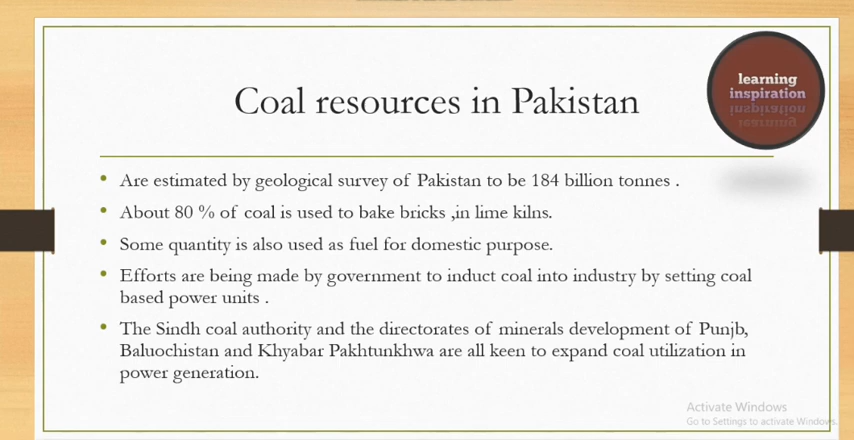 Coal resources in Pakistan
learning
inspiration
• Are estimated by geological survey of Pakistan to be 184 billion tonnes .
• About 80 % of coal is used to bake bricks ,in lime kilns.
• Some quantity is also used as fuel for domestic purpose.
• Efforts are being made by government to induct coal into industry by setting coal
based power units .
• The Sindh coal authority and the directorates of minerals development of Punjb,
Baluochistan and Khyabar Pakhtunkhwa are all keen to expand coal utilization in
power generation.
Activate Windows
Go to Settings to activate Windows.